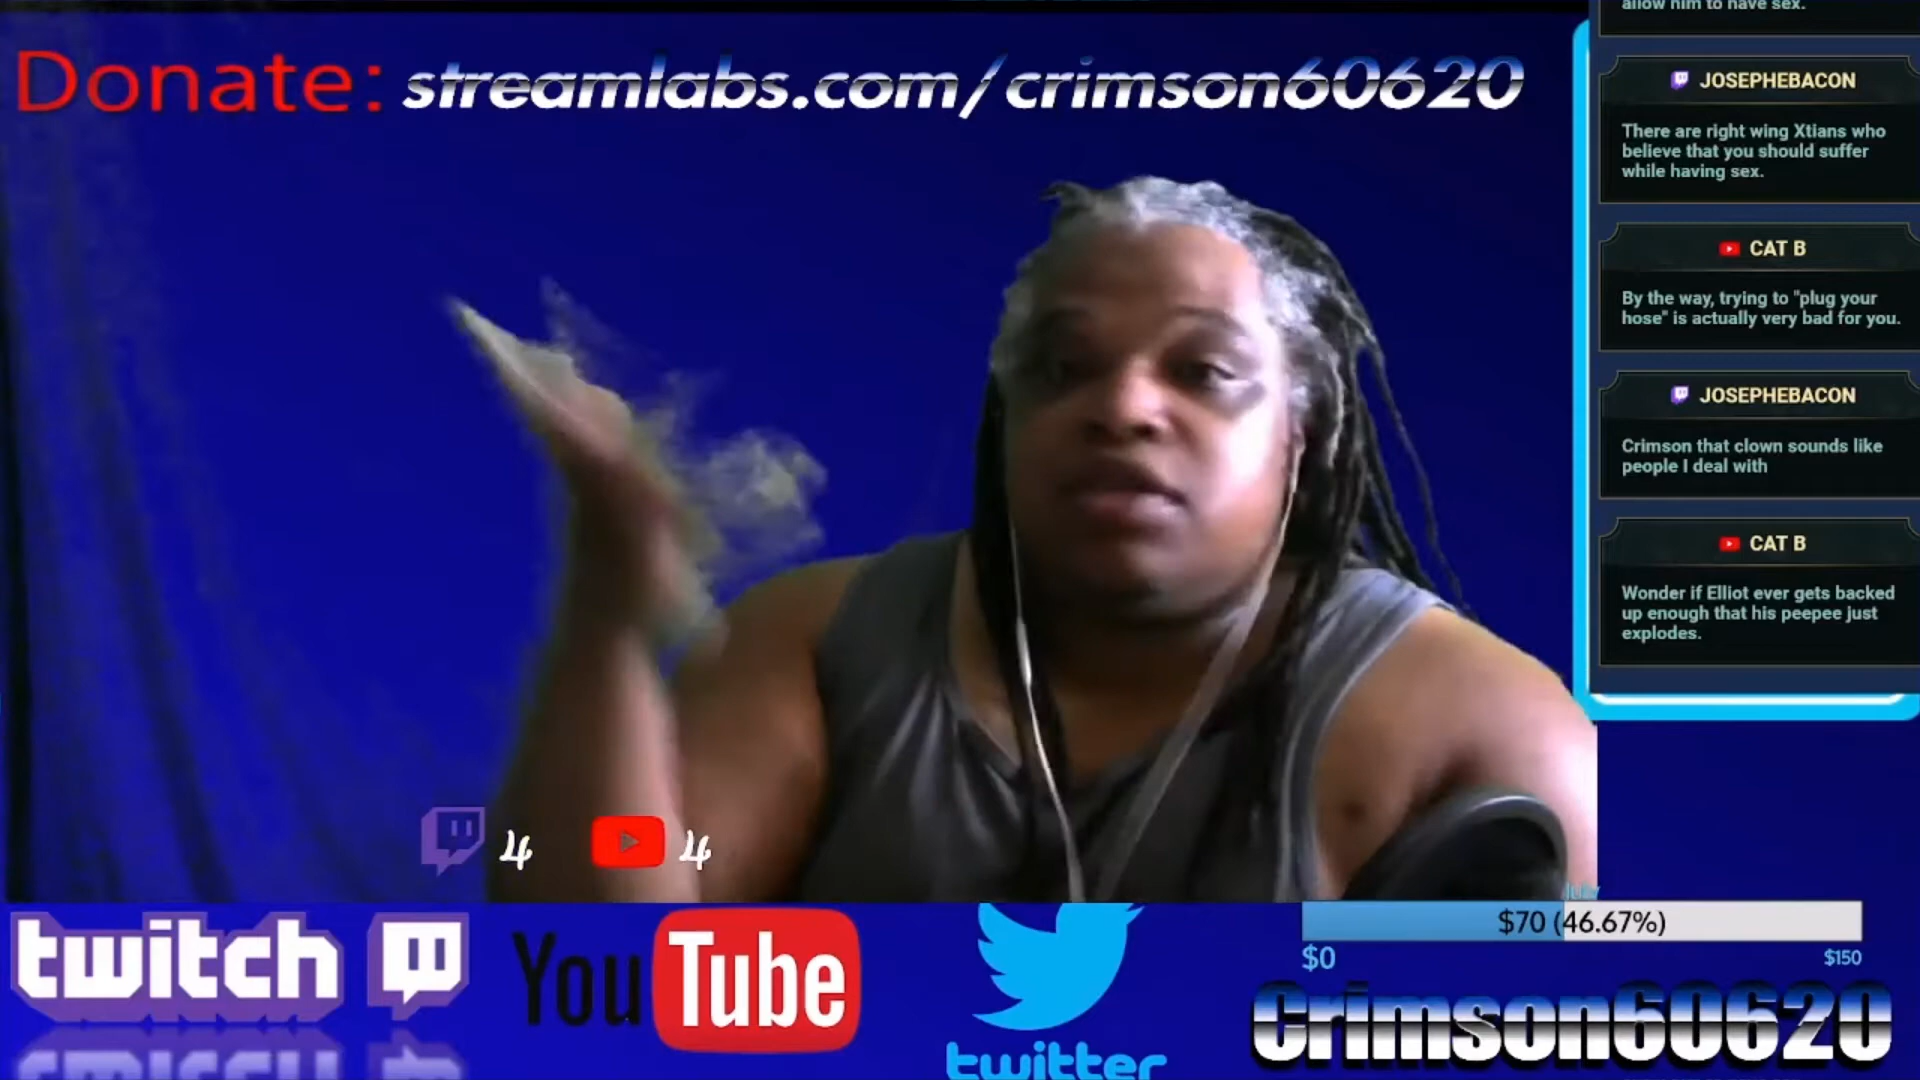 Donate: streamlabs.com/crimson60620
allow him to have sex.
JOSEPHEBACON
There are right wing Xtians who
believe that you should suffer
while having sex.
CAT B
By the way, trying to "plug your
hose" is actually very bad for you.
JOSEPHEBACON
Crimson that clown sounds like
people I deal with
CAT B
Wonder if Elliot ever gets backed
up enough that his peepee just
explodes.
4
4
July
$70 (46.67%)
$0
$150
twitch
YouTube
twitter
Crimson60620